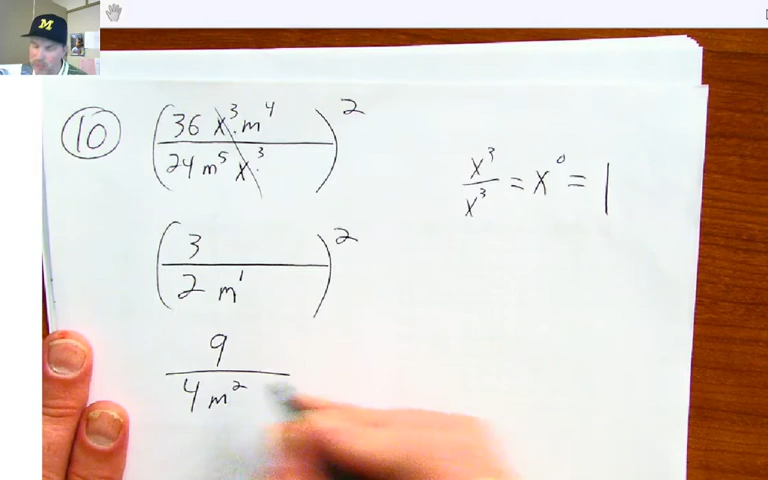 M
10 (36 x³·m⁴ / 24 m⁵ x³)²
x³/x³ = x⁰ = 1
(3 / 2 m¹)²
9 / 4 m²